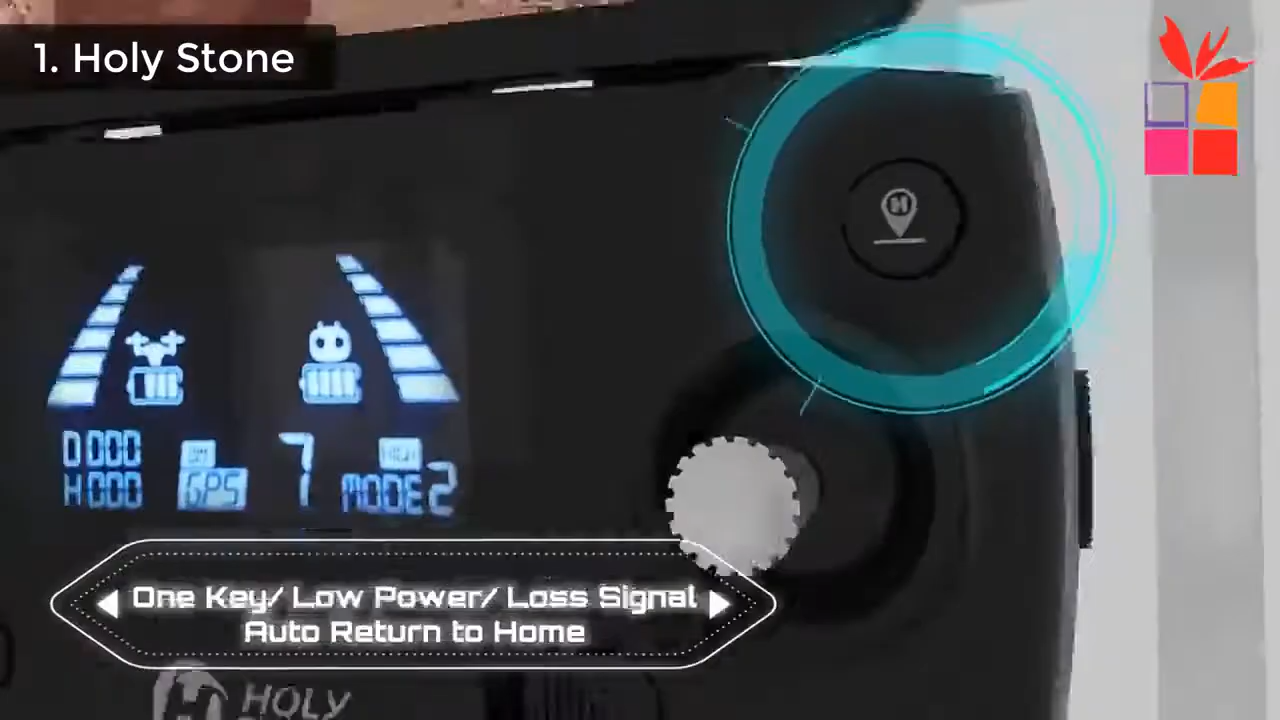 1. Holy Stone
H
D 000
H 000
GPS
7
HIGH
MODE 2
One Key/ Low Power/ Loss Signal
Auto Return to Home
HOLY